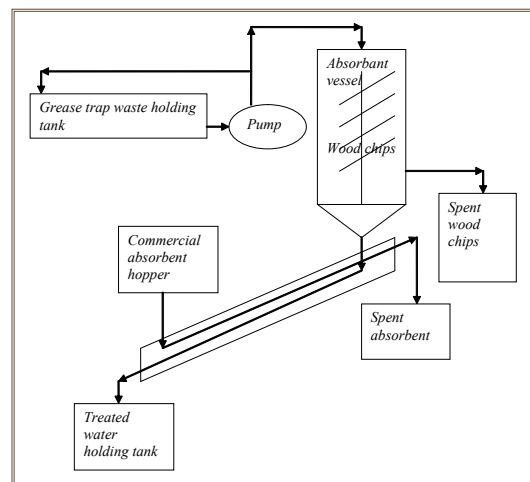 Absorbant
vessel
Grease trap waste holding
tank
Pump
Wood chips
Spent
wood
chips
Commercial
absorbent
hopper
Spent
absorbent
Treated
water
holding tank